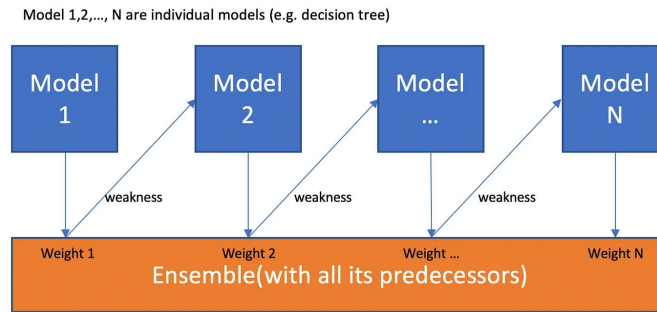 Model 1,2,..., N are individual models (e.g. decision tree)
Model
1
Model
2
Model
...
Model
N
weakness
weakness
weakness
Weight 1
Weight 2
Weight ...
Weight N
Ensemble(with all its predecessors)